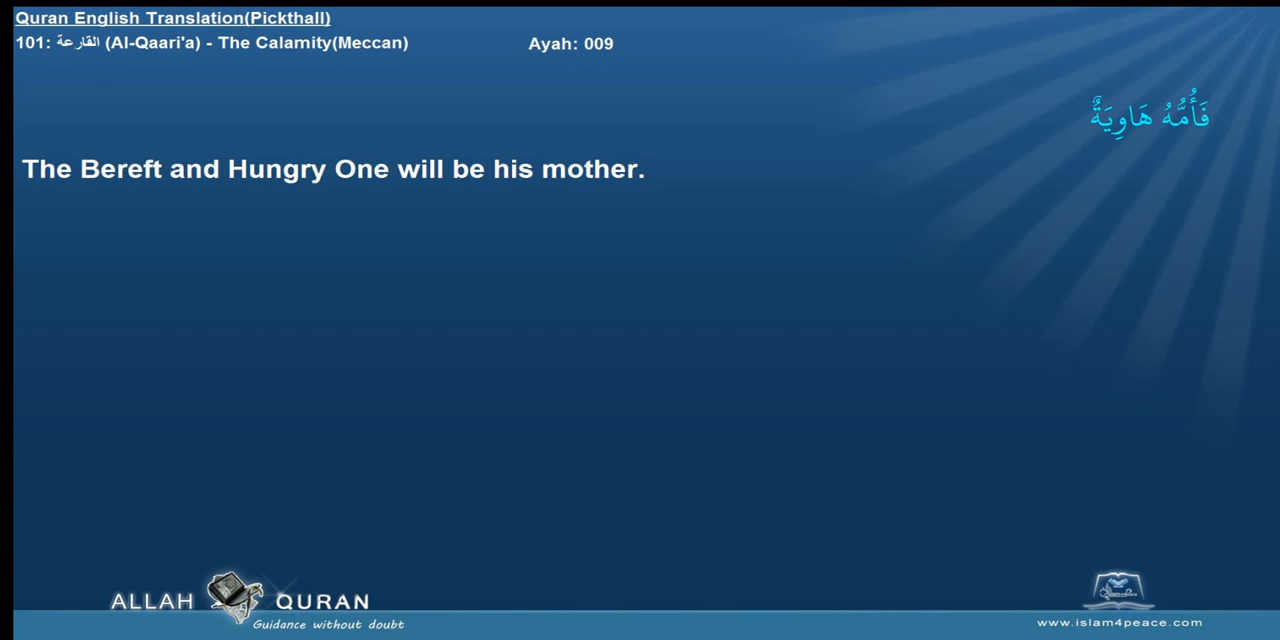 Quran English Translation(Pickthall)
101: القارعة (Al-Qaari'a) - The Calamity(Meccan)
Ayah: 009
فَأُمُّهُ هَاوِيَةٌ
The Bereft and Hungry One will be his mother.
ALLAH QURAN
Guidance without doubt
www.islam4peace.com